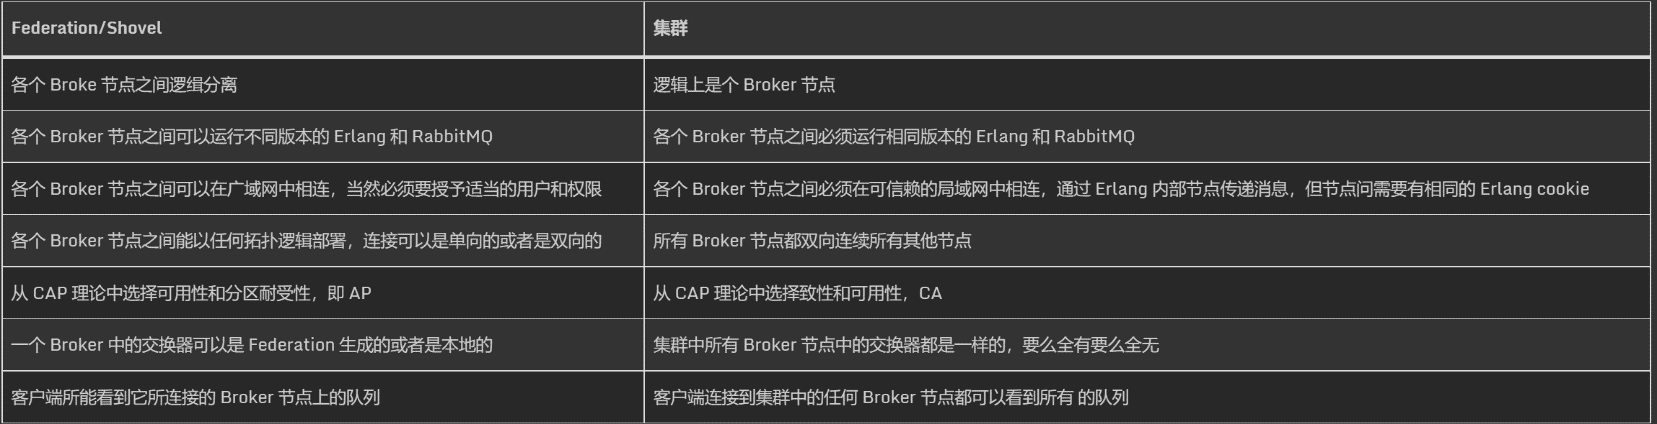 Federation/Shovel 集群
各个 Broke 节点之间逻缉分离 逻辑上是个 Broker 节点
各个 Broker 节点之间可以运行不同版本的 Erlang 和 RabbitMQ 各个 Broker 节点之间必须运行相同版本的 Erlang 和 RabbitMQ
各个 Broker 节点之间可以在广域网中相连，当然必须要授予适当的用户和权限 各个 Broker 节点之间必须在可信赖的局域网中相连，通过 Erlang 内部节点传递消息，但节点问需要有相同的 Erlang cookie
各个 Broker 节点之间能以任何拓扑逻辑部署，连接可以是单向的或者是双向的 所有 Broker 节点都双向连续所有其他节点
从 CAP 理论中选择可用性和分区耐受性，即 AP 从 CAP 理论中选择致性和可用性，CA
一个 Broker 中的交换器可以是 Federation 生成的或者是本地的 集群中所有 Broker 节点中的交换器都是一样的，要么全有要么全无
客户端所能看到它所连接的 Broker 节点上的队列 客户端连接到集群中的任何 Broker 节点都可以看到所有 的队列